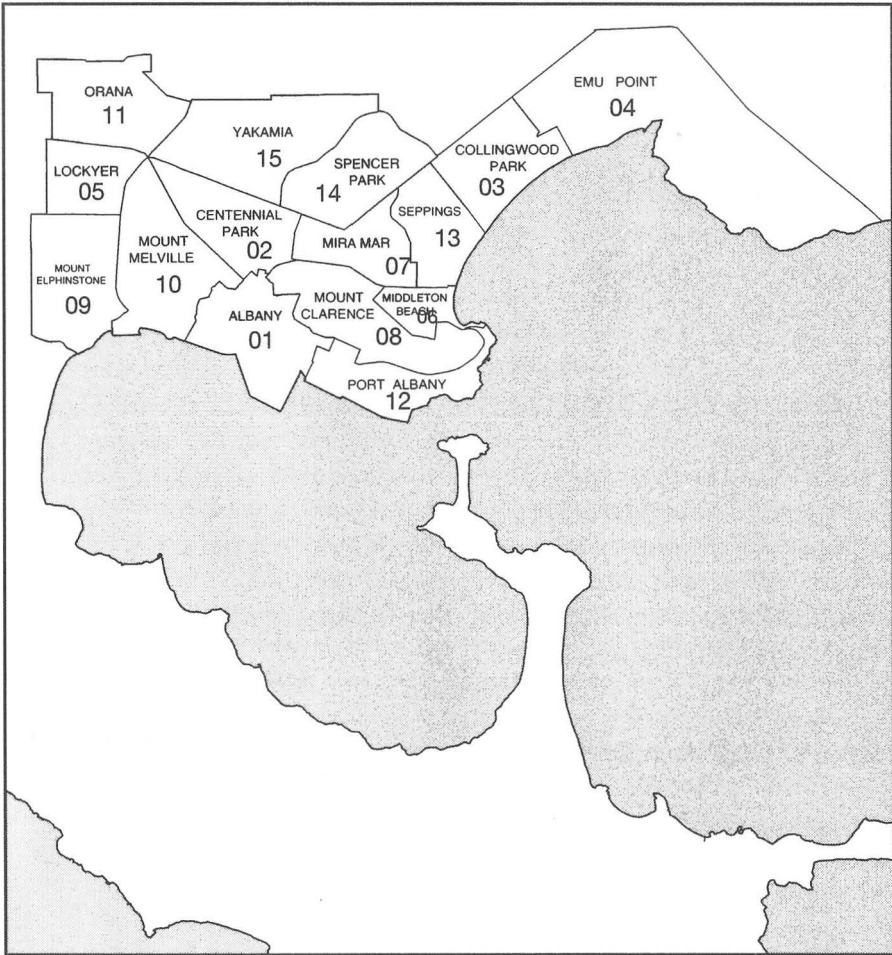 EMU POINT
04
ORANA
11
YAKAMIA
15
COLLINGWOOD
PARK
03
LOCKYER
05
SPENCER
PARK
14
SEPPINGS
13
CENTENNIAL
PARK
02
MIRA MAR
07
MOUNT
MELVILLE
10
MOUNT
ELPHINSTONE
09
MOUNT
CLARENCE
08
MIDDLETON
BEACH
06
ALBANY
01
PORT ALBANY
12